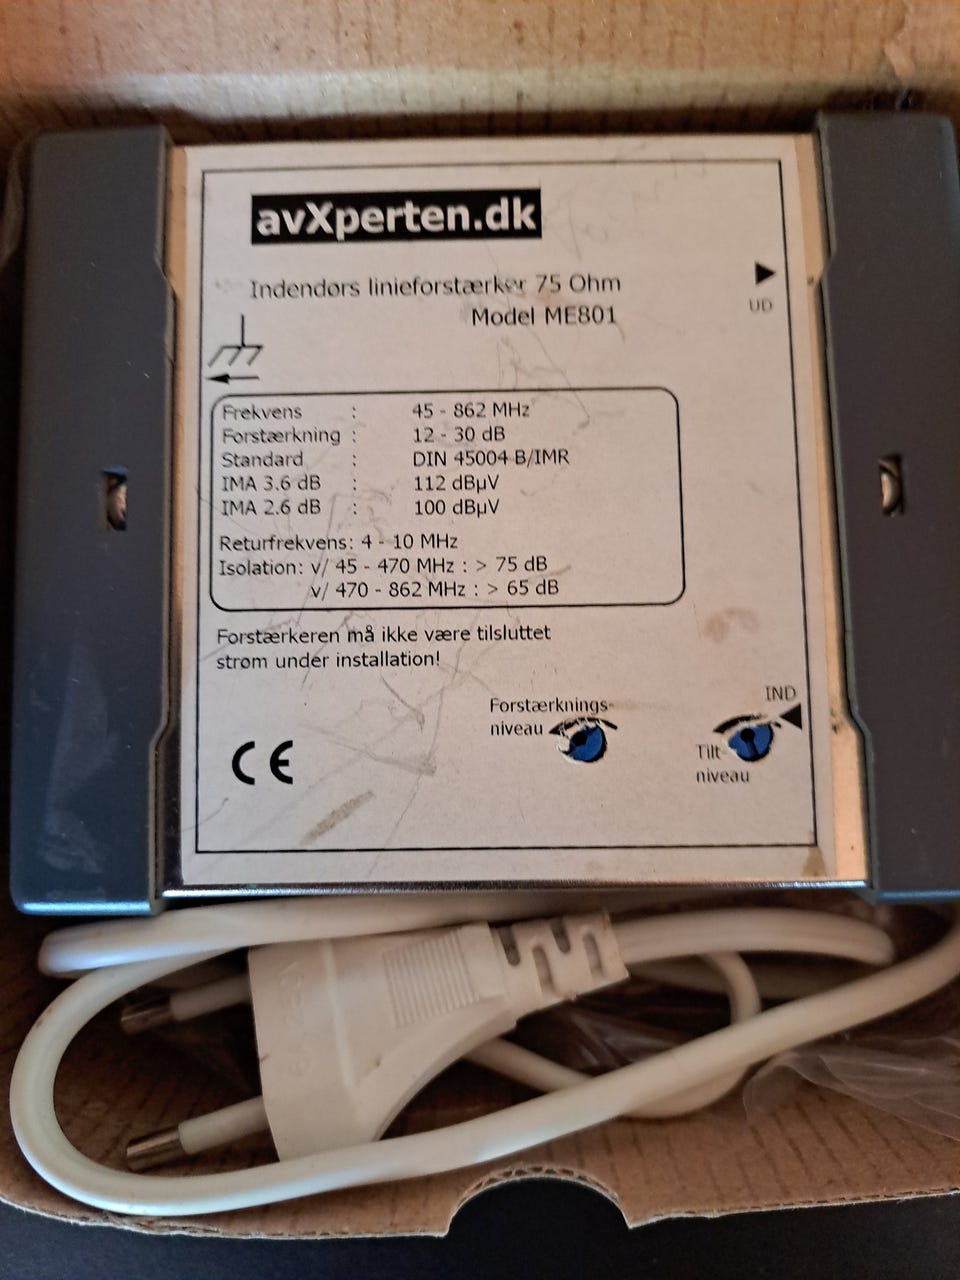 avXperten.dk
Indendørs linieforstærker 75 Ohm
Model ME801
UD
Frekvens : 45 - 862 MHz
Forstærkning : 12 - 30 dB
Standard : DIN 45004 B/IMR
IMA 3.6 dB : 112 dBµV
IMA 2.6 dB : 100 dBµV
Returfrekvens: 4 - 10 MHz
Isolation: v/ 45 - 470 MHz : > 75 dB
v/ 470 - 862 MHz : > 65 dB
Forstærkeren må ikke være tilsluttet
strøm under installation!
IND
Forstærknings-
niveau
Tilt-
niveau
CE